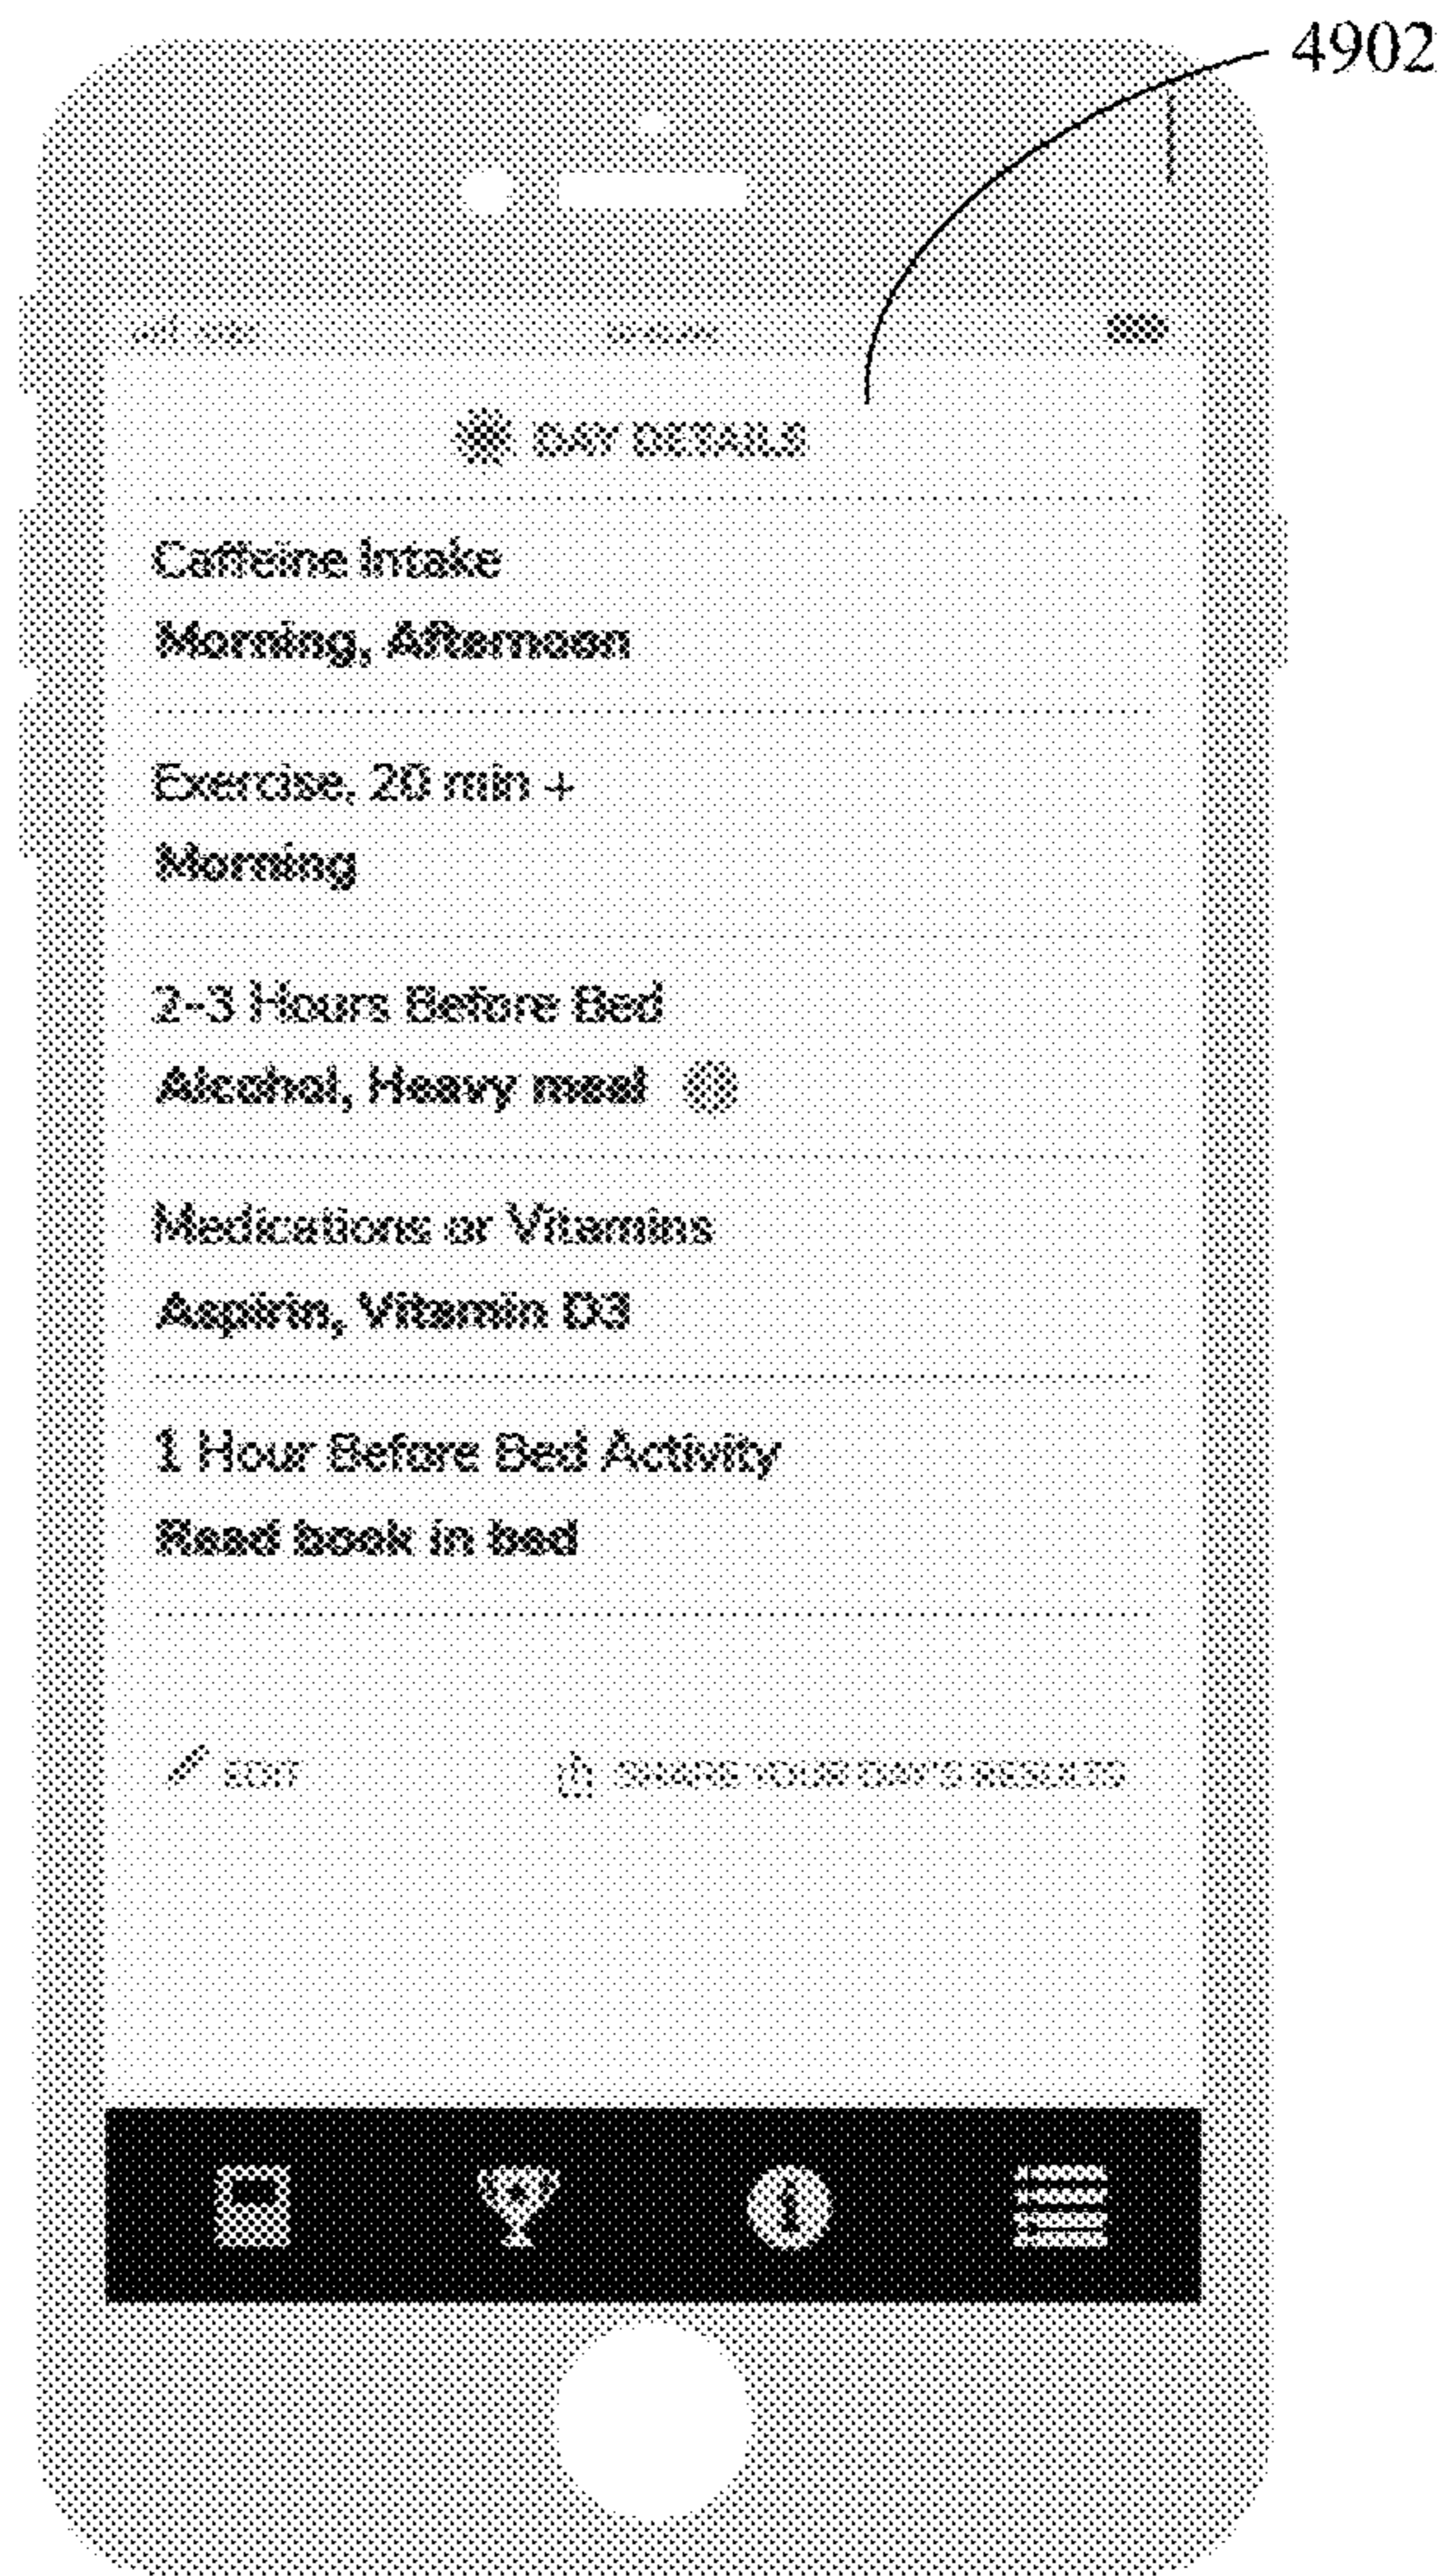 4902
DAY DETAILS
Caffeine Intake
Morning, Afternoon
Exercise, 20 min +
Morning
2-3 Hours Before Bed
Alcohol, Heavy meal
Medications or Vitamins
Aspirin, Vitamin D3
1 Hour Before Bed Activity
Read book in bed
EDIT
SHARE YOUR DAY'S RESULTS